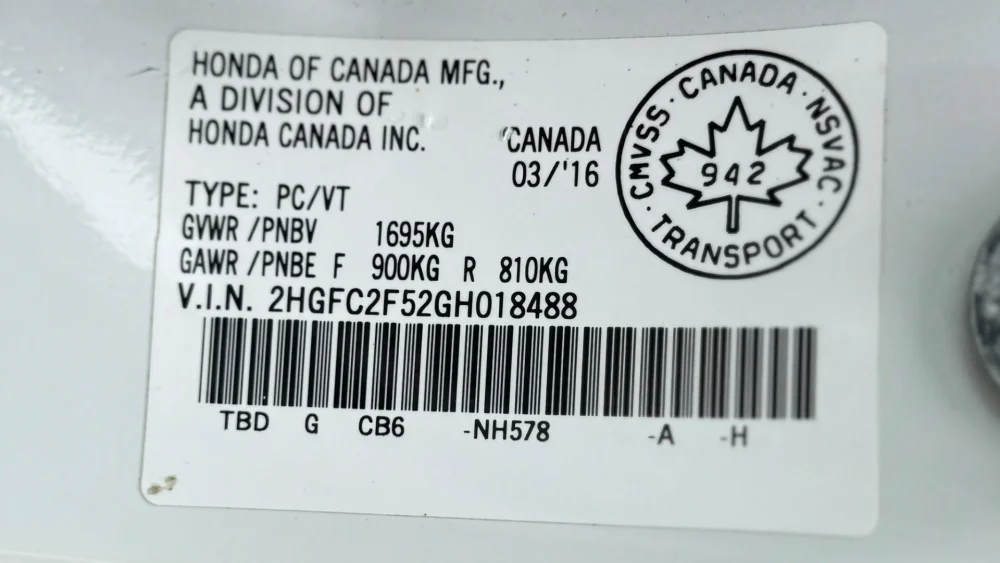 HONDA OF CANADA MFG.,
A DIVISION OF
HONDA CANADA INC.
CANADA
03/'16
TYPE: PC/VT
GVWR /PNBV 1695KG
GAWR /PNBE F 900KG R 810KG
V.I.N. 2HGFC2F52GH018488
TBD G CB6 -NH578 -A -H
CMVSS · CANADA · NSVAC · TRANSPORT ·
942